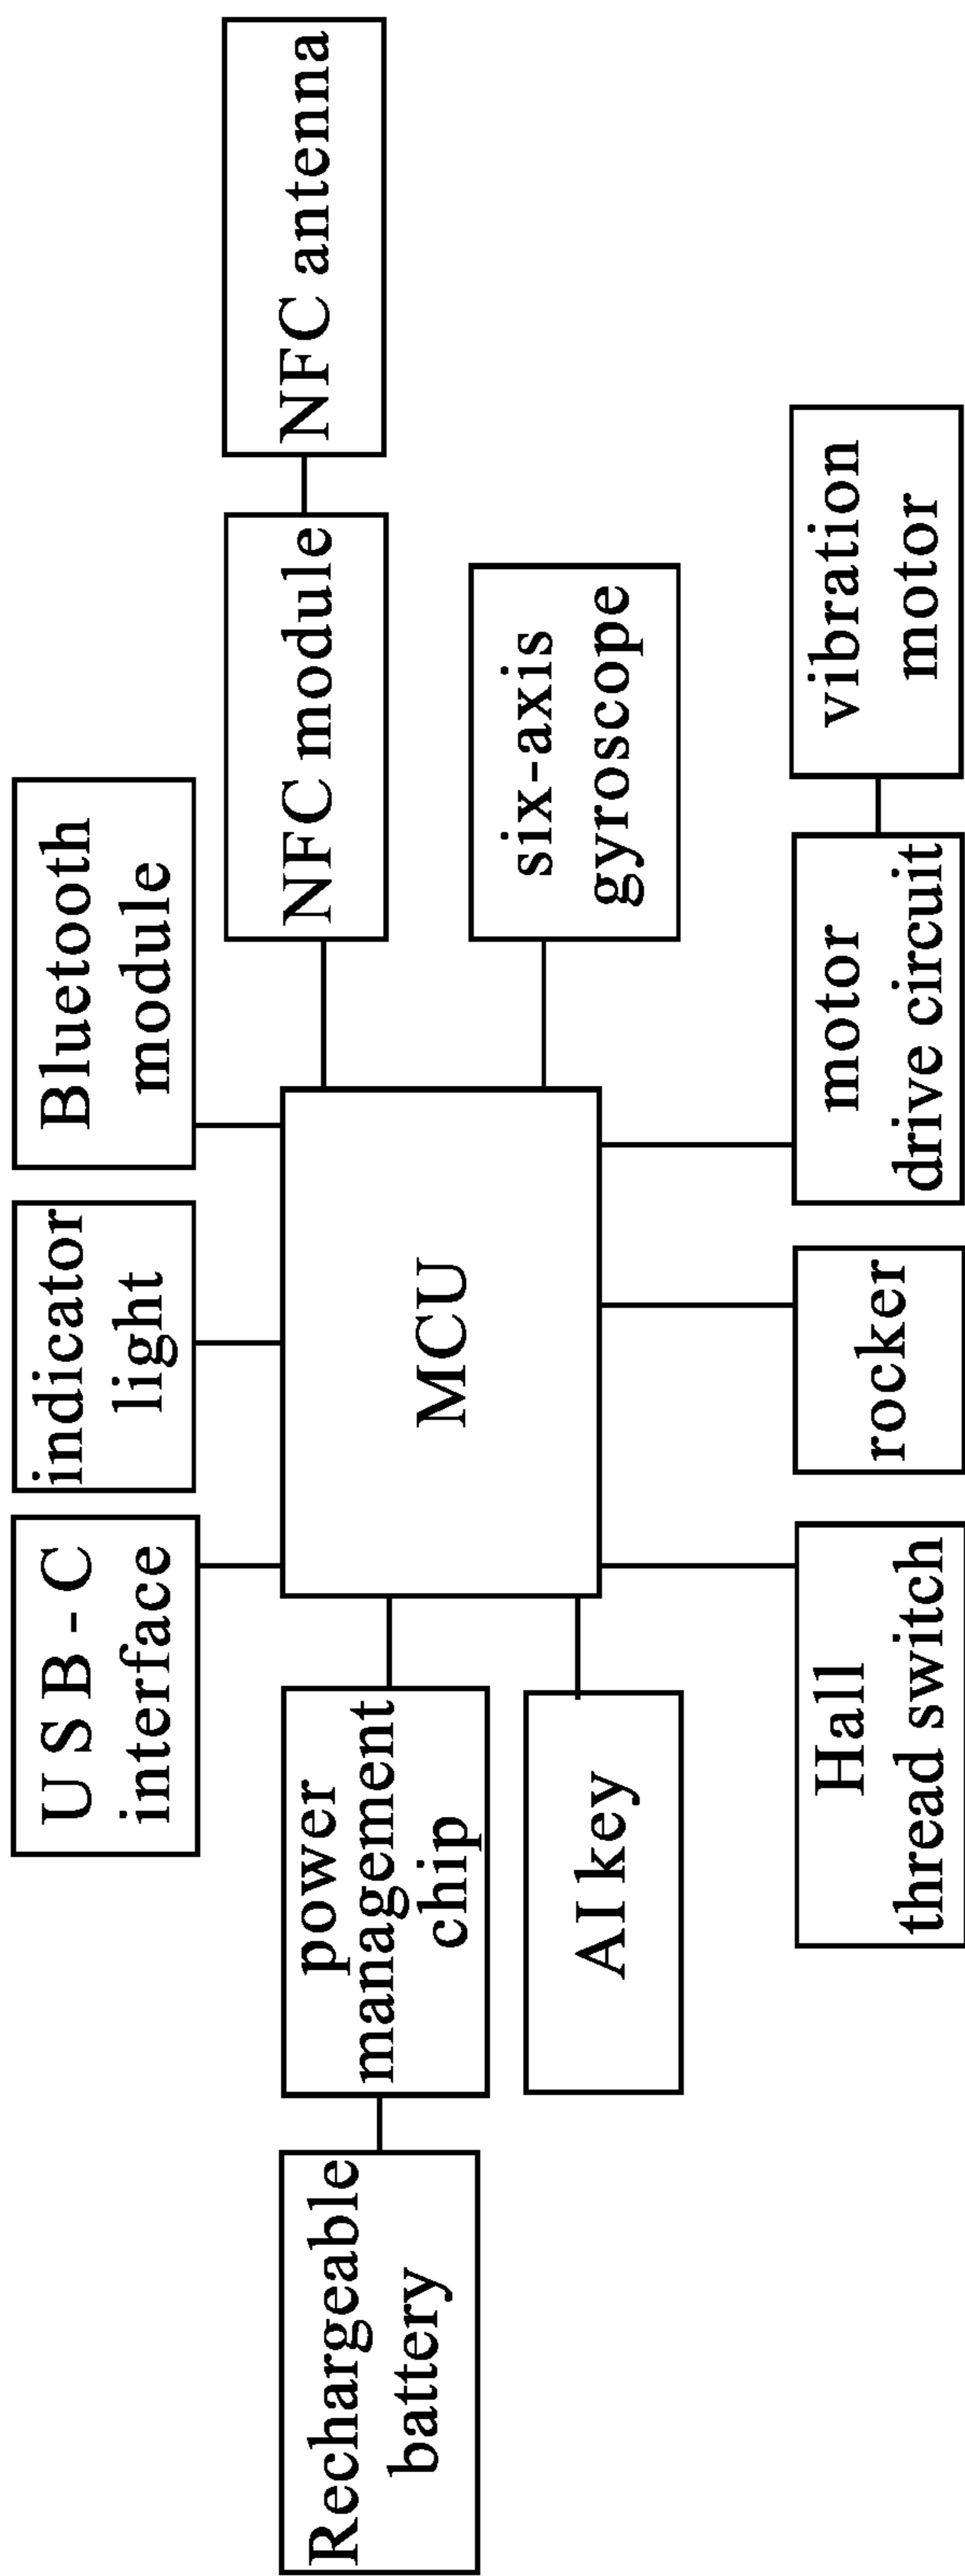 USB-C
interface
indicator
light
Bluetooth
module
Rechargeable
battery
power
management
chip
AI key
MCU
NFC module
NFC antenna
six-axis
gyroscope
Hall
thread switch
rocker
motor
drive circuit
vibration
motor